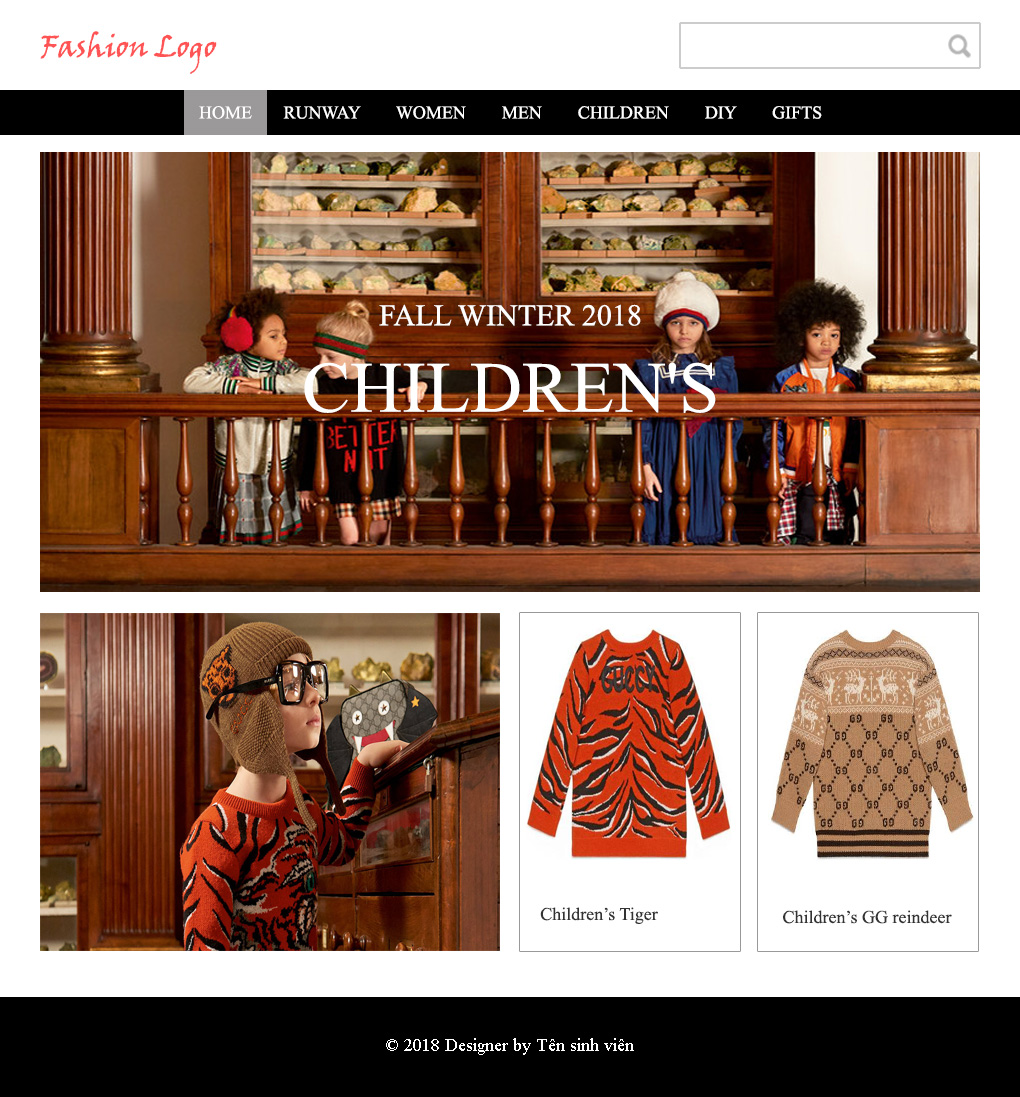 Fashion Logo
HOME RUNWAY WOMEN MEN CHILDREN DIY GIFTS
FALL WINTER 2018
CHILDREN'S
BETTER
NOT
GUCCY
Children’s Tiger
Children’s GG reindeer
© 2018 Designer by Tên sinh viên